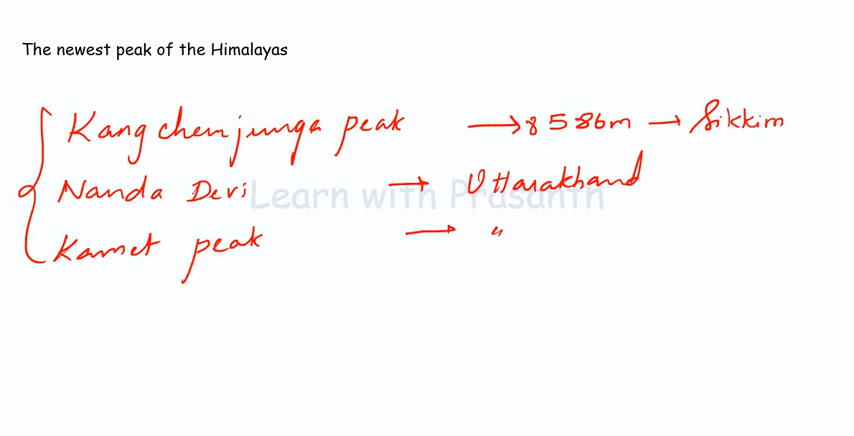 The newest peak of the Himalayas
Kangchenjunga peak → 8586m → Sikkim
Nanda Devi → Uttarakhand
Learn with Prasanth
Kamet peak → "